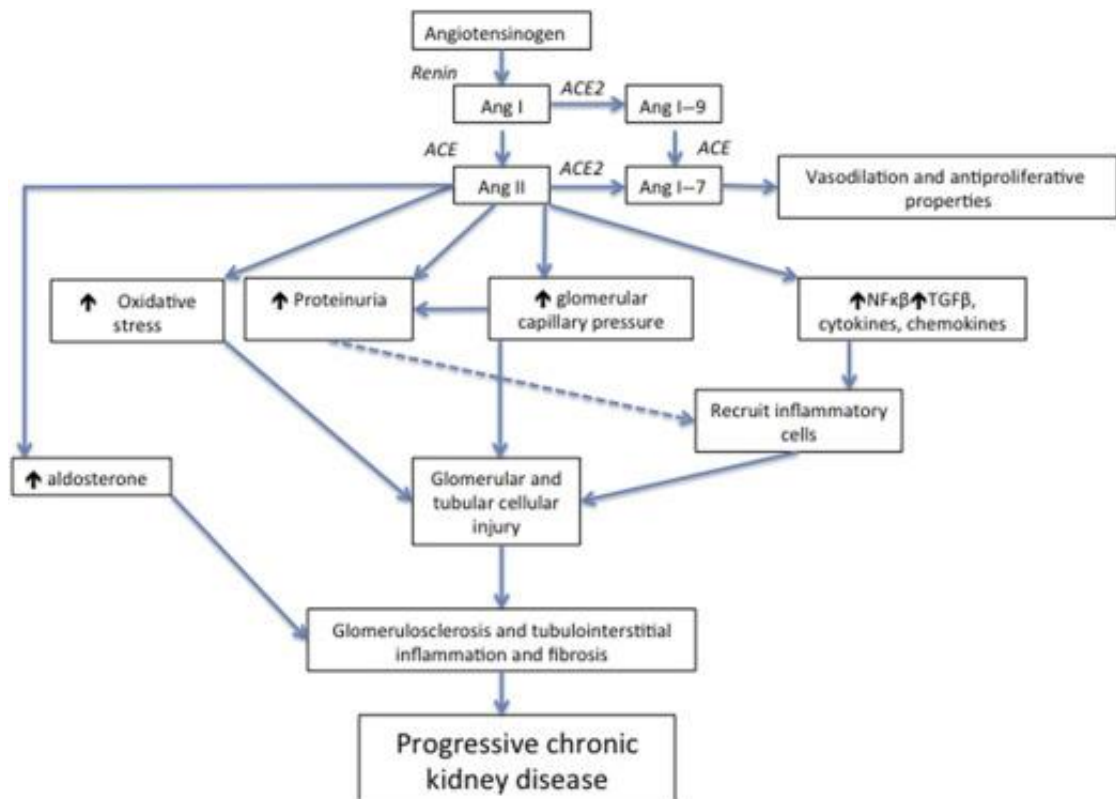 Angiotensinogen
Renin
ACE2
Ang I
Ang I–9
ACE
ACE2
ACE
Ang II
Ang I–7
Vasodilation and antiproliferative
properties
↑ Oxidative
stress
↑ Proteinuria
↑ glomerular
capillary pressure
↑NFκβ↑TGFβ,
cytokines, chemokines
Recruit inflammatory
cells
↑ aldosterone
Glomerular and
tubular cellular
injury
Glomerulosclerosis and tubulointerstitial
inflammation and fibrosis
Progressive chronic
kidney disease